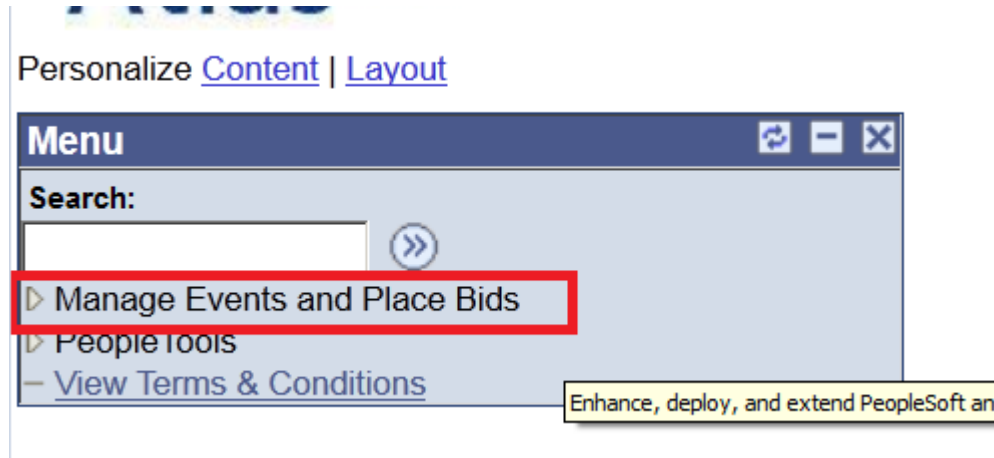 Personalize Content | Layout
Menu
Search:
Manage Events and Place Bids
PeopleTools
View Terms & Conditions
Enhance, deploy, and extend PeopleSoft an